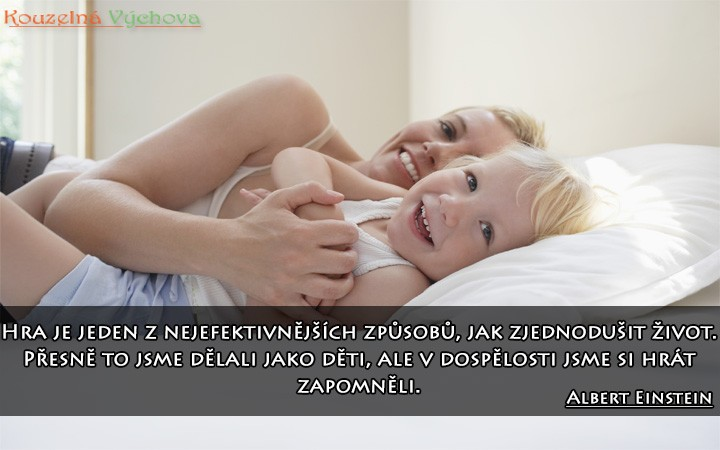 Kouzelná Výchova
Hra je jeden z nejefektivnějších způsobů, jak zjednodušit život.
Přesně to jsme dělali jako děti, ale v dospělosti jsme si hrát
zapomněli.
Albert Einstein